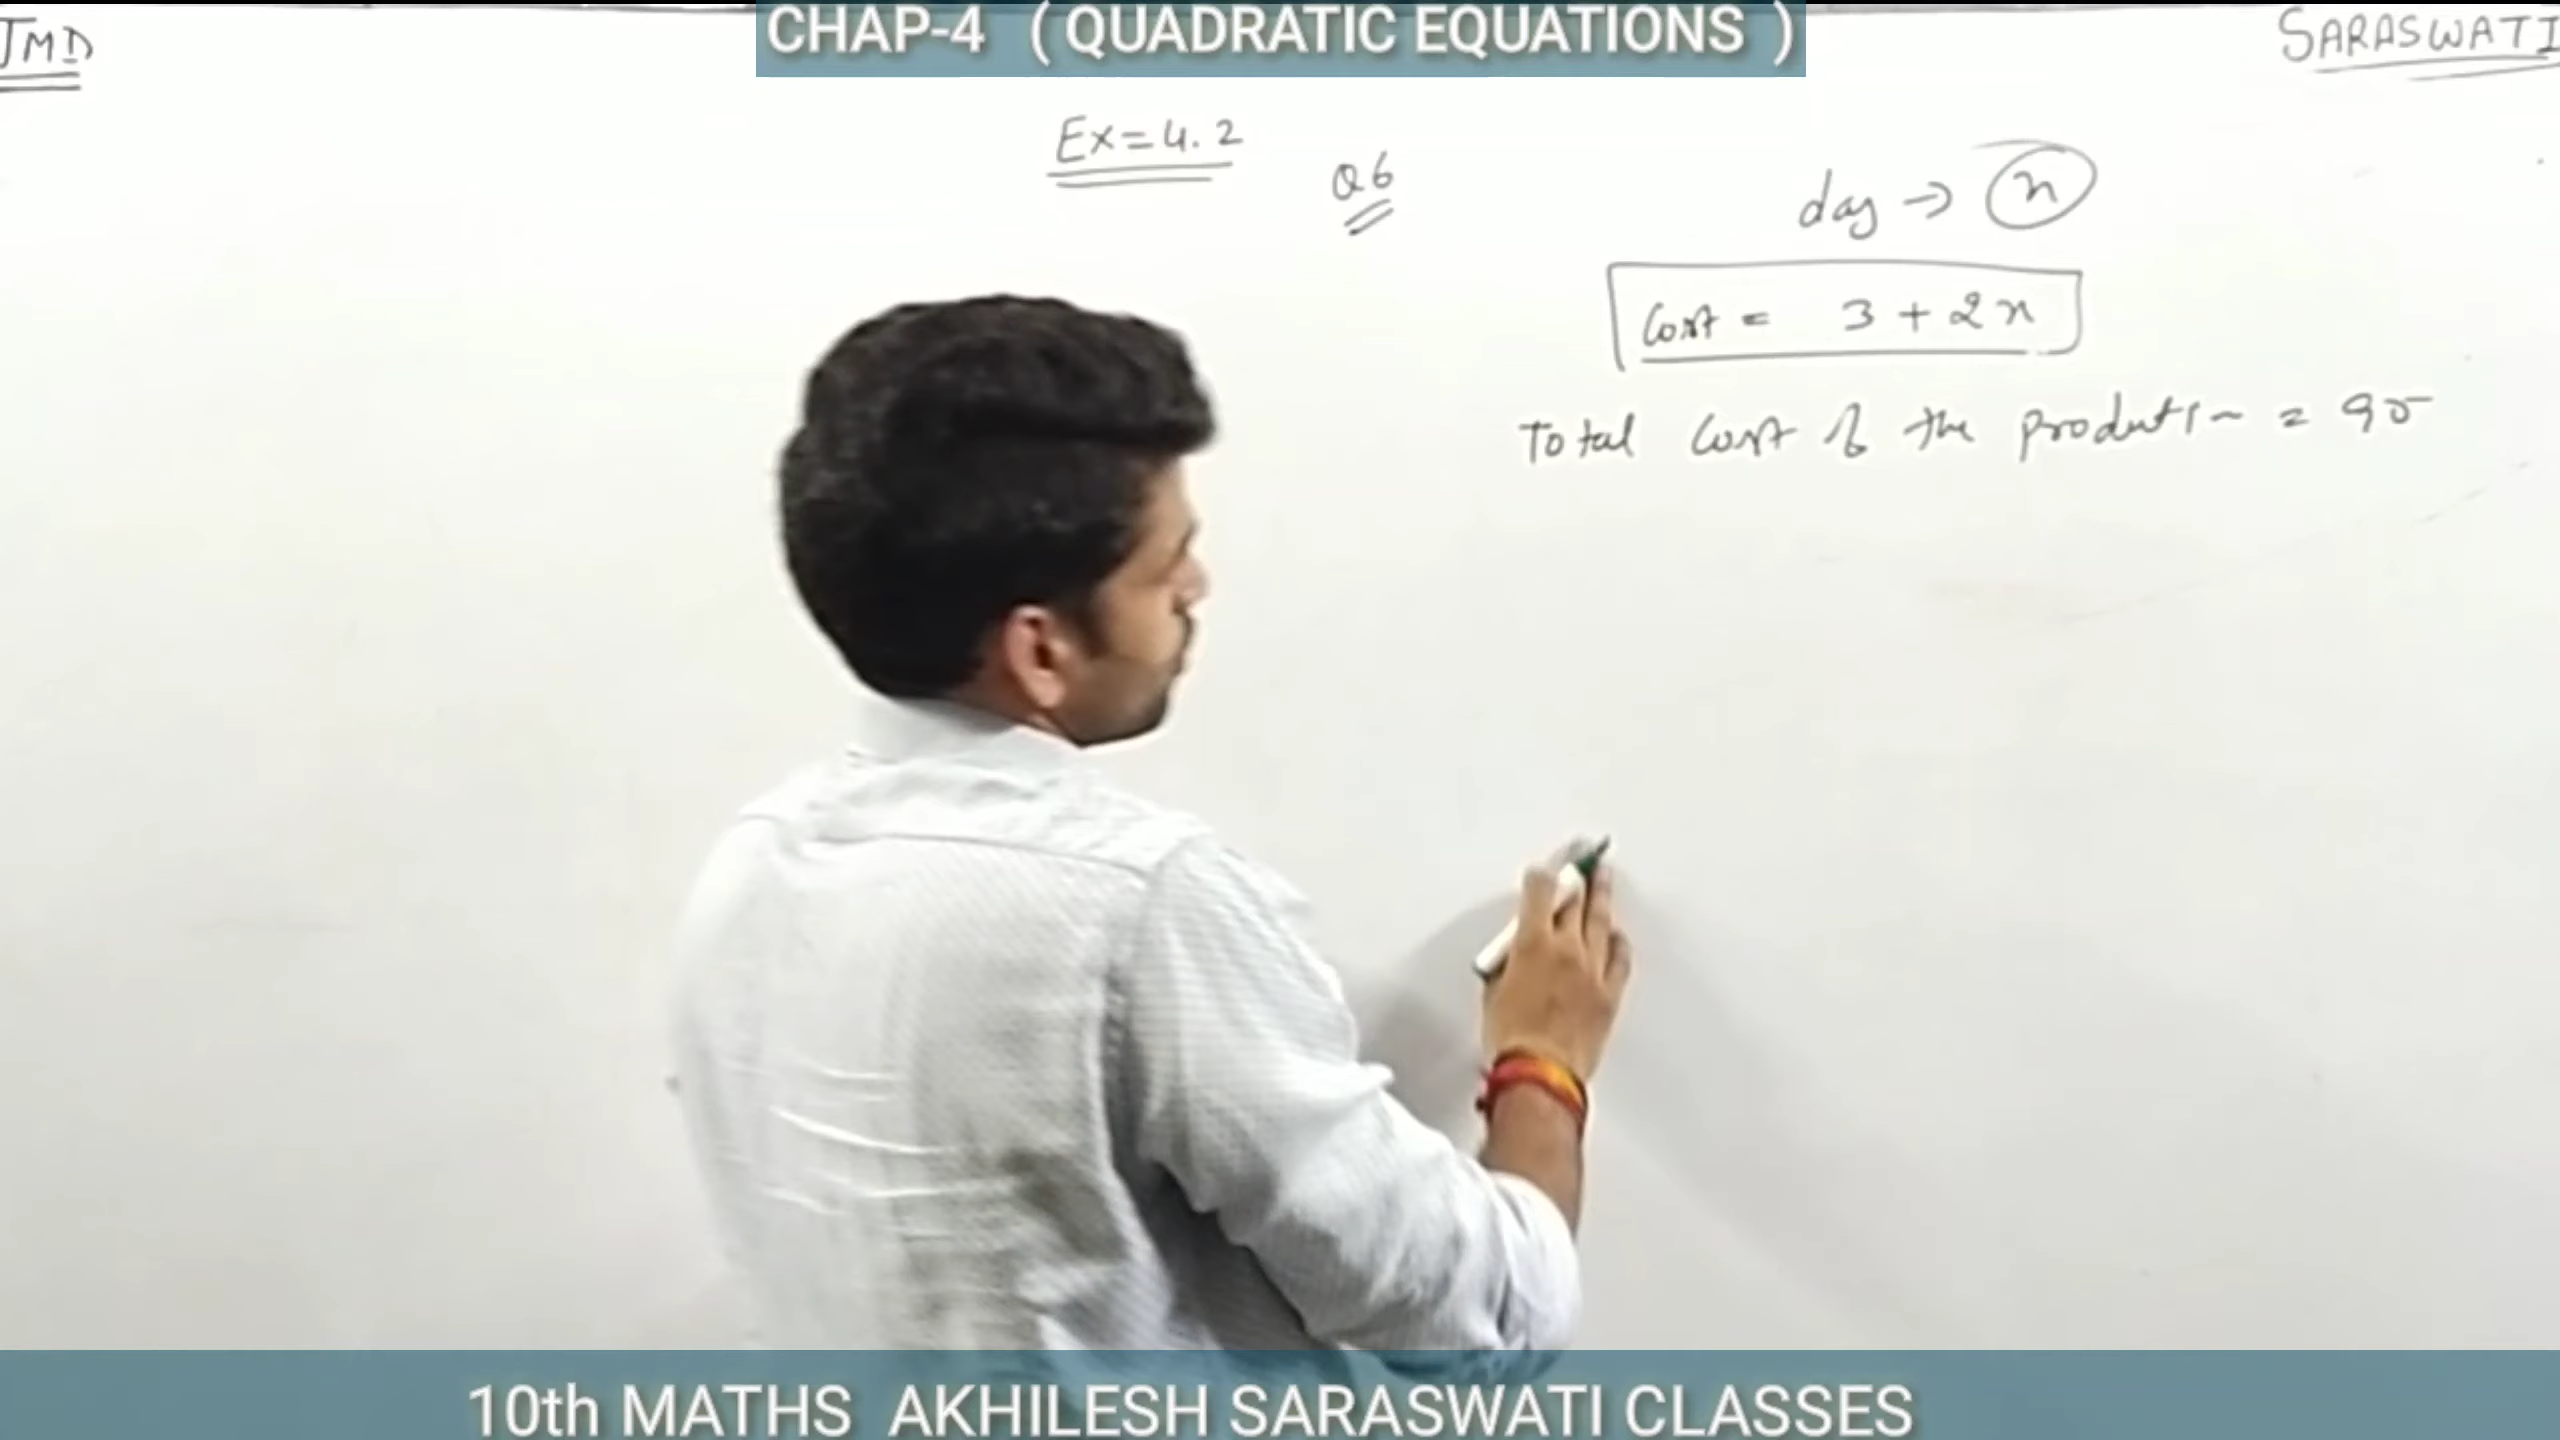 CHAP-4 ( QUADRATIC EQUATIONS )
JMD
SARASWATI
Ex=4.2
Q6
day → x
Cost = 3 + 2x
Total cost of the production = 90
10th MATHS AKHILESH SARASWATI CLASSES